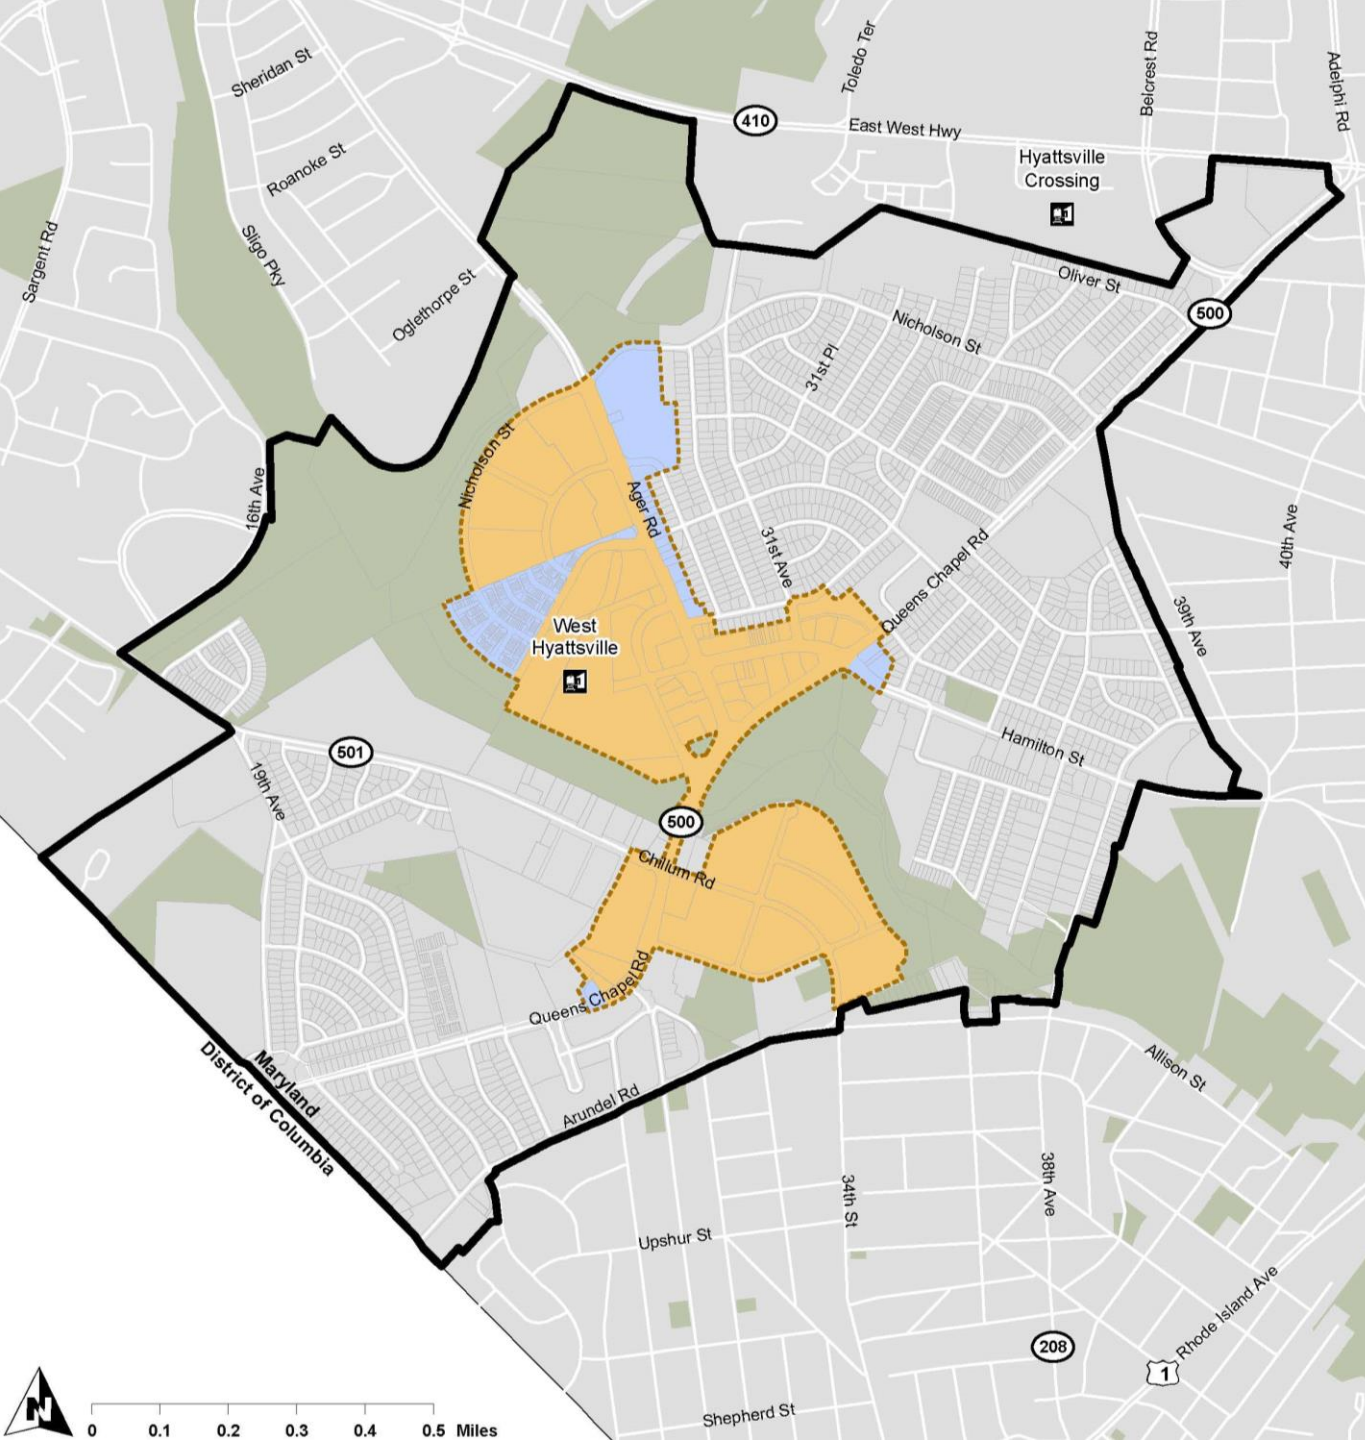 Toledo Ter
Belcrest Rd
Adelphi Rd
Sheridan St
410
East West Hwy
Roanoke St
Hyattsville
Crossing
Sargent Rd
Sligo Pky
Oglethorpe St
Oliver St
500
Nicholson St
31st Pl
Nicholson St
16th Ave
Ager Rd
31st Ave
Queens Chapel Rd
40th Ave
39th Ave
West
Hyattsville
501
Hamilton St
19th Ave
500
Chillum Rd
Queens Chapel Rd
Maryland
District of Columbia
Arundel Rd
Allison St
34th St
38th Ave
Upshur St
Rhode Island Ave
208
1
Shepherd St
N
0 0.1 0.2 0.3 0.4 0.5 Miles